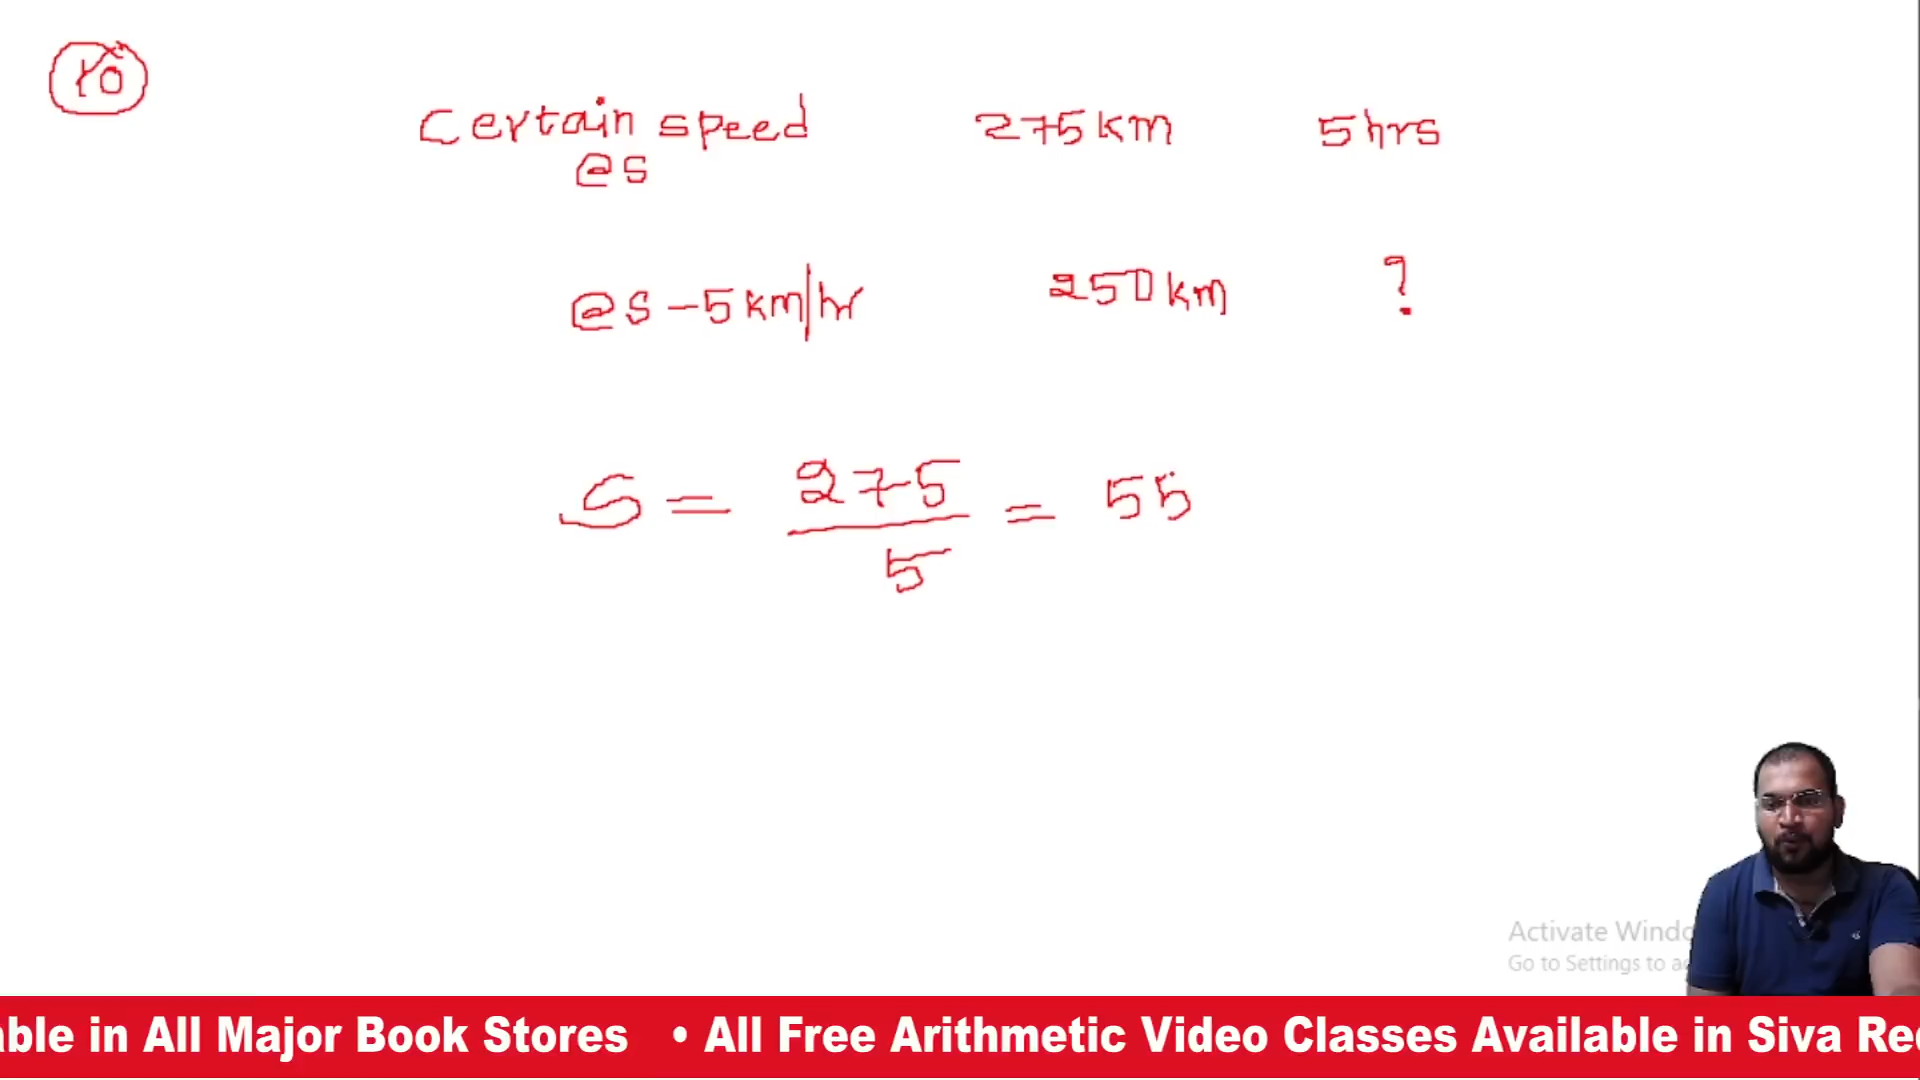 10
Certain speed 275 km 5 hrs
@ S
@ S - 5 km/hr 250 km ?
S = 275/5 = 55
Activate Windo
Go to Settings to a
able in All Major Book Stores • All Free Arithmetic Video Classes Available in Siva Re